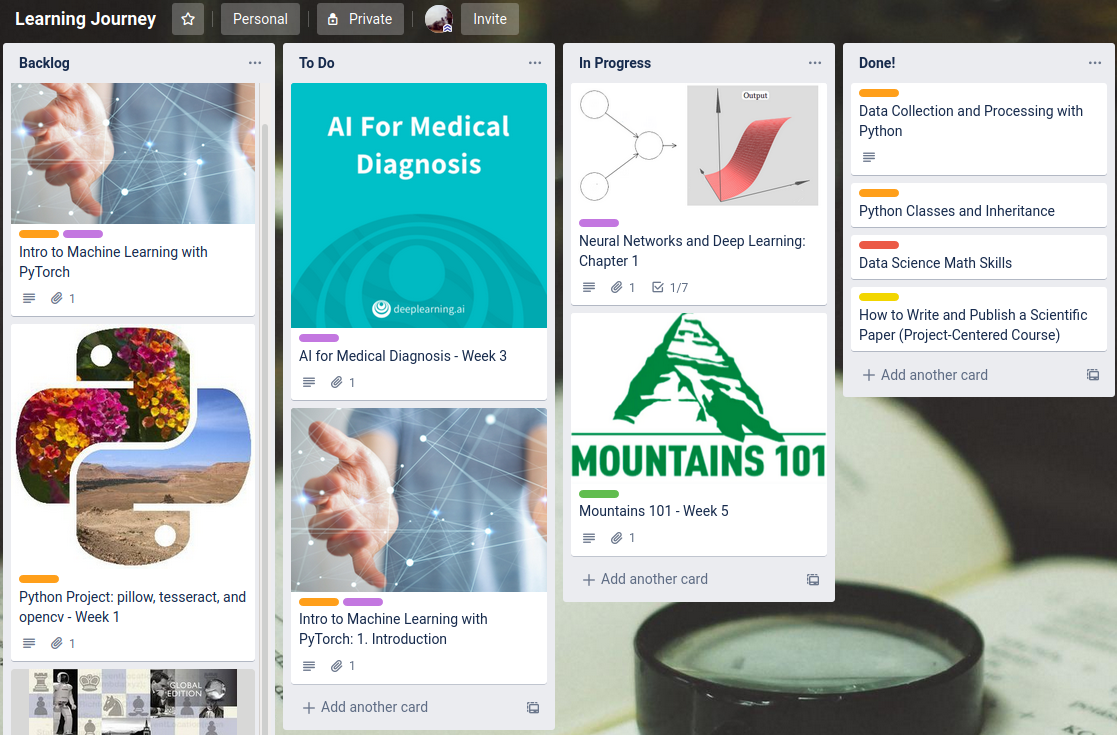 Learning Journey
Personal
Private
Invite
Backlog
Intro to Machine Learning with
PyTorch
1
Python Project: pillow, tesseract, and
opencv - Week 1
1
GLOBAL
EDITION
To Do
AI For Medical
Diagnosis
deeplearning.ai
AI for Medical Diagnosis - Week 3
1
Intro to Machine Learning with
PyTorch: 1. Introduction
1
Add another card
In Progress
Output
Neural Networks and Deep Learning:
Chapter 1
1
1/7
MOUNTAINS 101
Mountains 101 - Week 5
1
Add another card
Done!
Data Collection and Processing with
Python
Python Classes and Inheritance
Data Science Math Skills
How to Write and Publish a Scientific
Paper (Project-Centered Course)
Add another card